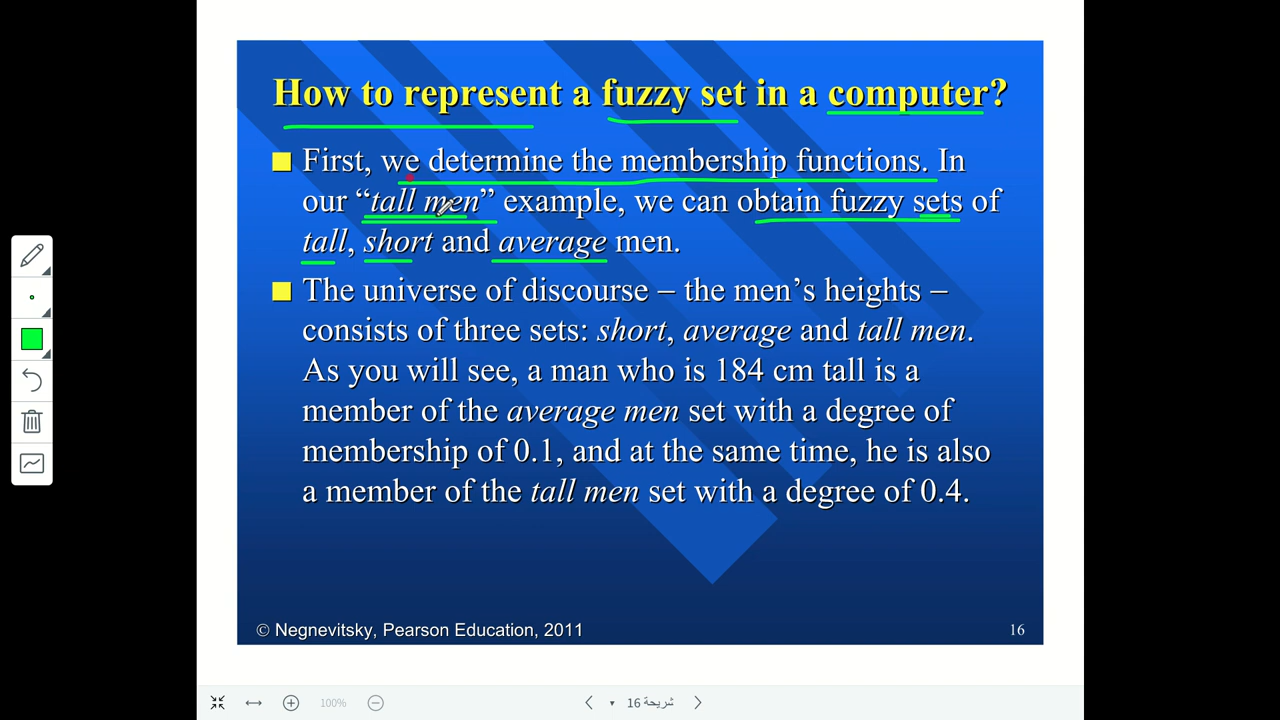 How to represent a fuzzy set in a computer?
■ First, we determine the membership functions. In
our “tall men” example, we can obtain fuzzy sets of
tall, short and average men.
■ The universe of discourse – the men’s heights –
consists of three sets: short, average and tall men.
As you will see, a man who is 184 cm tall is a
member of the average men set with a degree of
membership of 0.1, and at the same time, he is also
a member of the tall men set with a degree of 0.4.
© Negnevitsky, Pearson Education, 2011
16
100%
شريحة 16